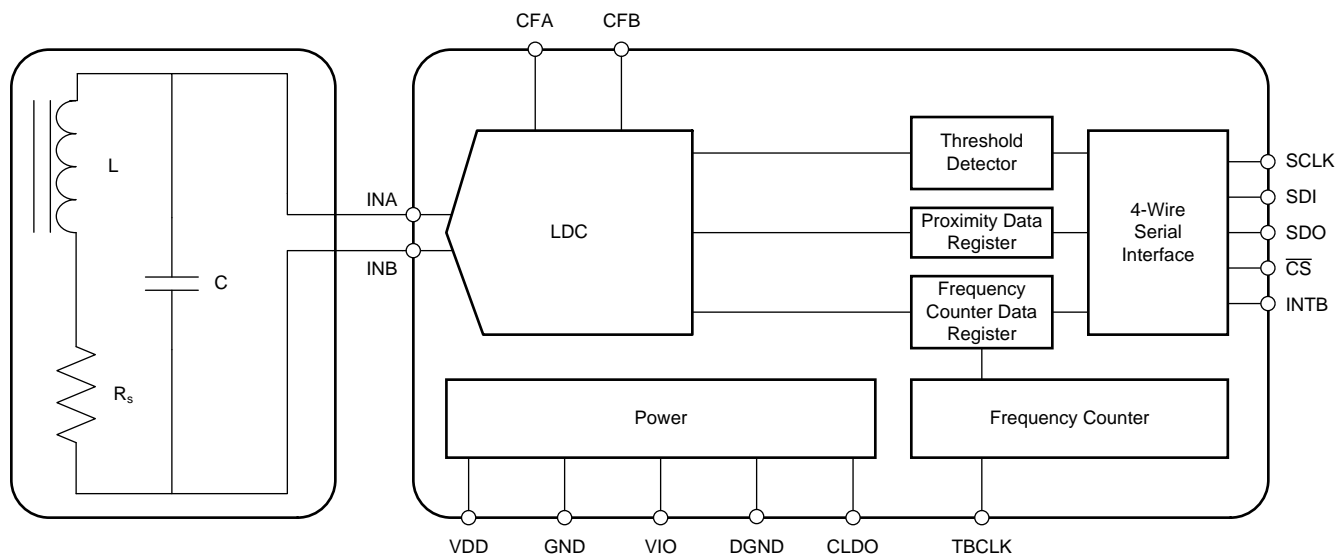 CFA
CFB
L
C
Rs
INA
INB
LDC
Threshold
Detector
Proximity Data
Register
Frequency
Counter Data
Register
4-Wire
Serial
Interface
SCLK
SDI
SDO
C̅S̅
INTB
Power
Frequency Counter
VDD
GND
VIO
DGND
CLDO
TBCLK